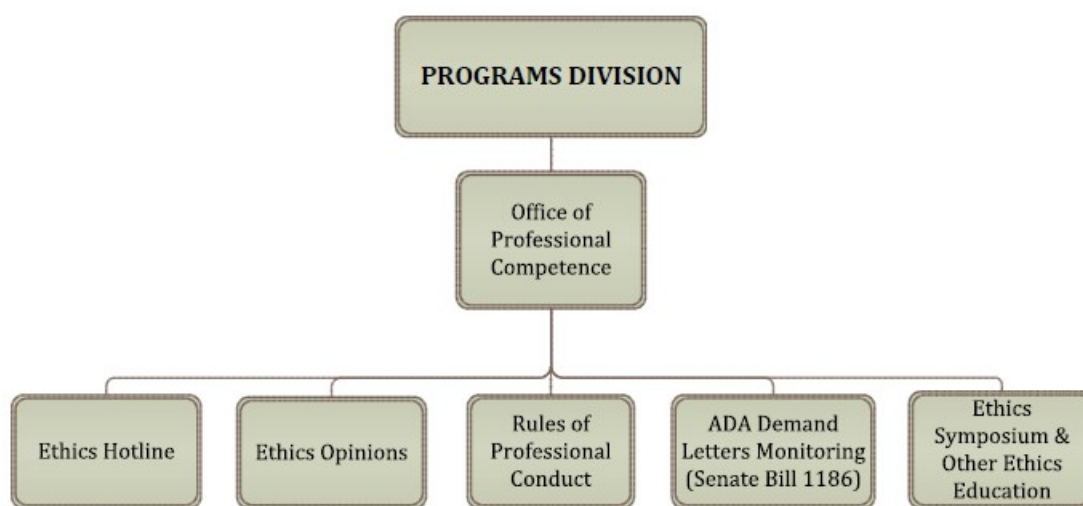 PROGRAMS DIVISION
Office of
Professional
Competence
Ethics Hotline
Ethics Opinions
Rules of
Professional
Conduct
ADA Demand
Letters Monitoring
(Senate Bill 1186)
Ethics
Symposium &
Other Ethics
Education